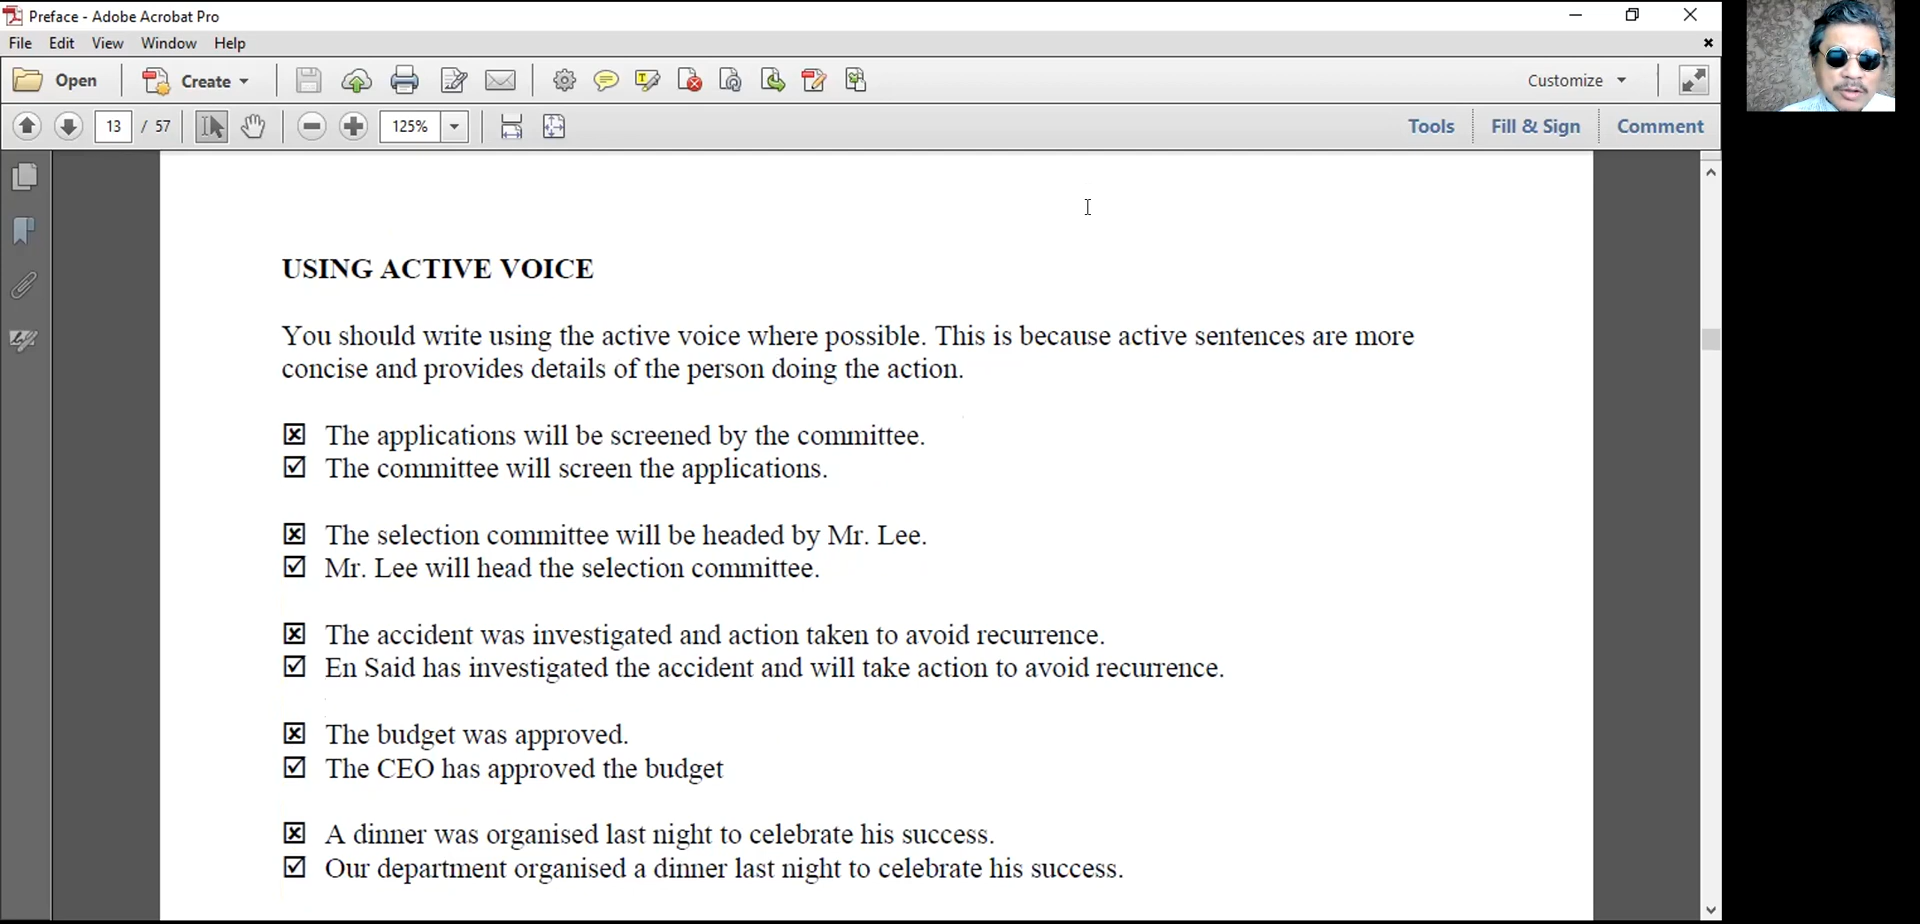 Preface - Adobe Acrobat Pro
File Edit View Window Help
Open Create Customize
13 / 57 125% Tools Fill & Sign Comment
USING ACTIVE VOICE
You should write using the active voice where possible. This is because active sentences are more
concise and provides details of the person doing the action.
The applications will be screened by the committee.
The committee will screen the applications.
The selection committee will be headed by Mr. Lee.
Mr. Lee will head the selection committee.
The accident was investigated and action taken to avoid recurrence.
En Said has investigated the accident and will take action to avoid recurrence.
The budget was approved.
The CEO has approved the budget
A dinner was organised last night to celebrate his success.
Our department organised a dinner last night to celebrate his success.